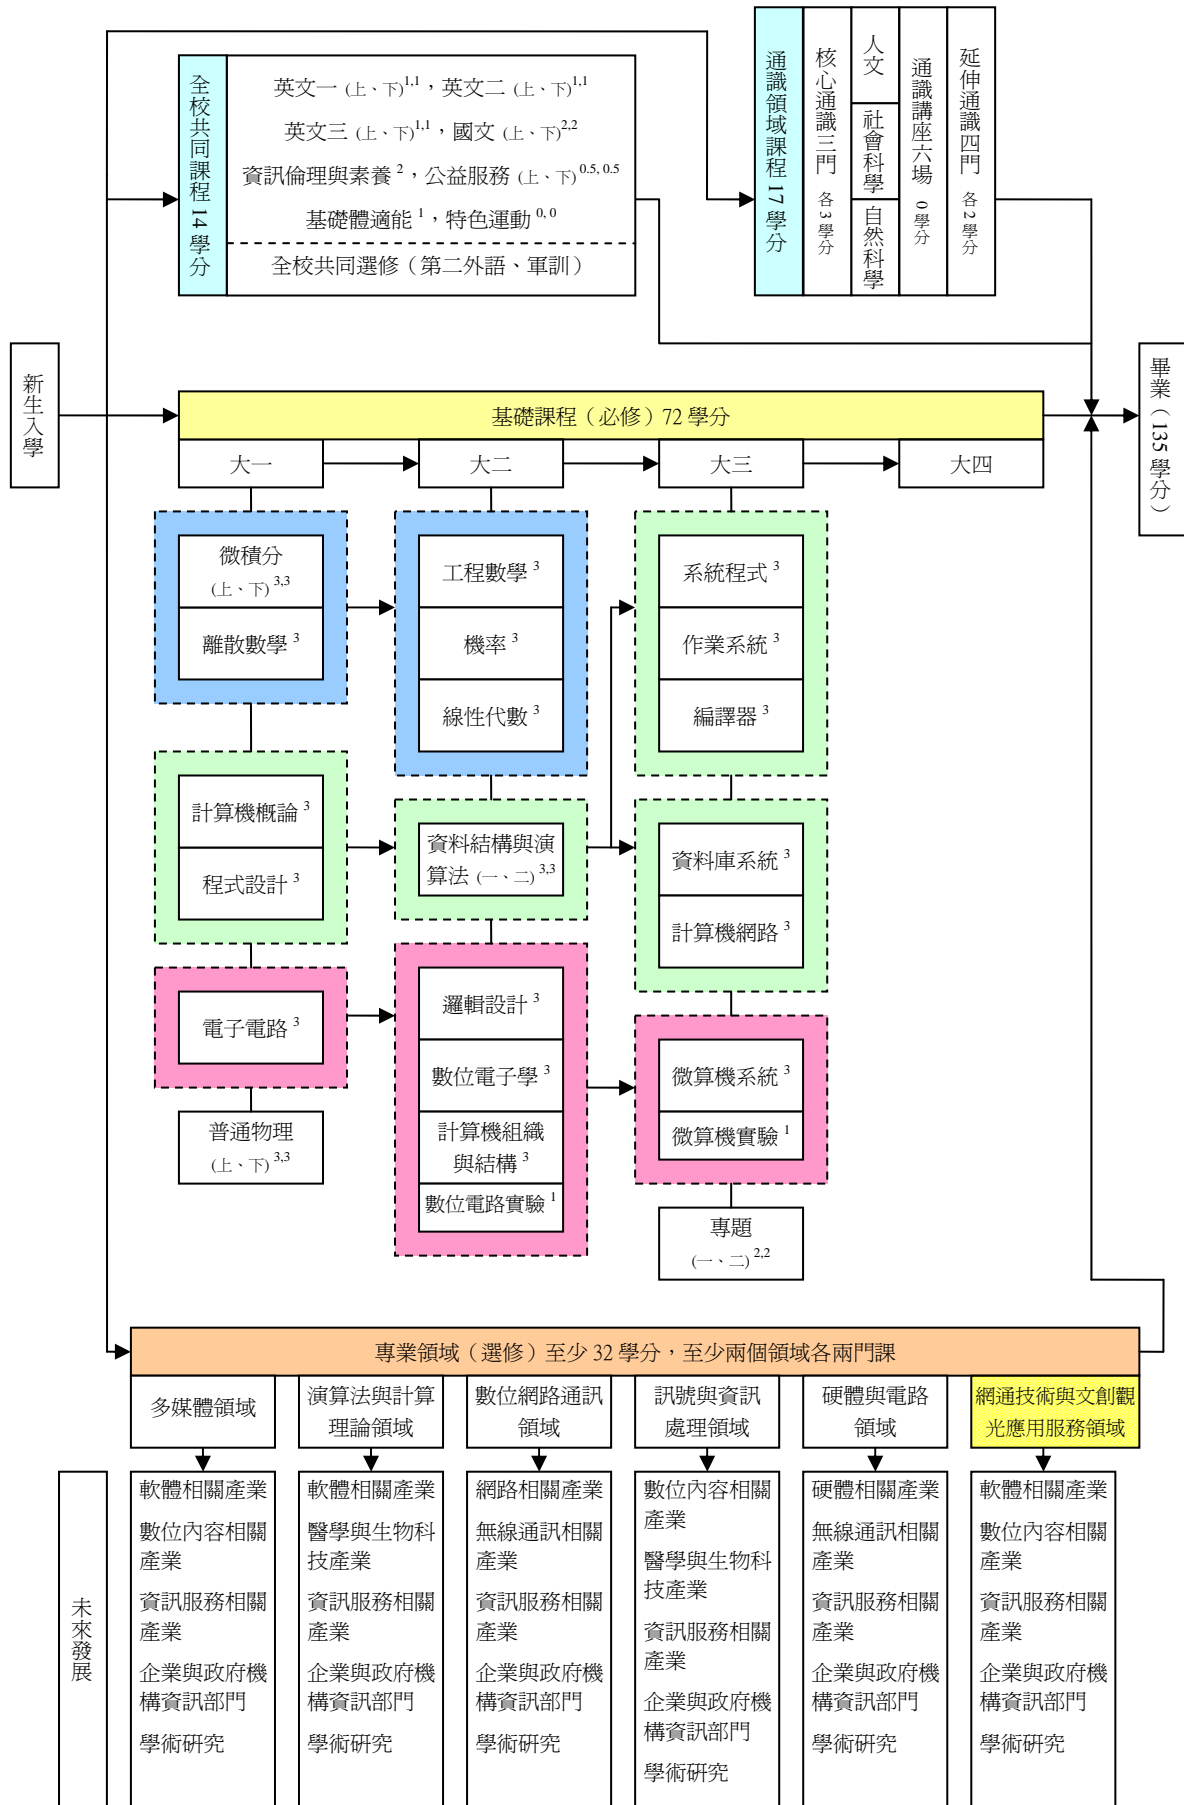 全校共同課程 14 學分
英文一 (上、下)1,1，英文二 (上、下)1,1
英文三 (上、下)1,1，國文 (上、下)2,2
資訊倫理與素養 2，公益服務 (上、下)0.5, 0.5
基礎體適能 1，特色運動 0, 0
全校共同選修（第二外語、軍訓）
通識領域課程 17 學分
核心通識三門 各 3 學分
人文
社會科學
自然科學
通識講座六場 0 學分
延伸通識四門 各 2 學分
新生入學
畢業（135 學分）
基礎課程（必修）72 學分
大一
大二
大三
大四
微積分
(上、下) 3,3
離散數學 3
計算機概論 3
程式設計 3
電子電路 3
普通物理
(上、下) 3,3
工程數學 3
機率 3
線性代數 3
資料結構與演
算法 (一、二) 3,3
邏輯設計 3
數位電子學 3
計算機組織
與結構 3
數位電路實驗 1
系統程式 3
作業系統 3
編譯器 3
資料庫系統 3
計算機網路 3
微算機系統 3
微算機實驗 1
專題
(一、二) 2,2
專業領域（選修）至少 32 學分，至少兩個領域各兩門課
多媒體領域
演算法與計算
理論領域
數位網路通訊
領域
訊號與資訊
處理領域
硬體與電路
領域
網通技術與文創觀
光應用服務領域
未來發展
軟體相關產業
數位內容相關
產業
資訊服務相關
產業
企業與政府機
構資訊部門
學術研究
軟體相關產業
醫學與生物科
技產業
資訊服務相關
產業
企業與政府機
構資訊部門
學術研究
網路相關產業
無線通訊相關
產業
資訊服務相關
產業
企業與政府機
構資訊部門
學術研究
數位內容相關
產業
醫學與生物科
技產業
資訊服務相關
產業
企業與政府機
構資訊部門
學術研究
硬體相關產業
無線通訊相關
產業
資訊服務相關
產業
企業與政府機
構資訊部門
學術研究
軟體相關產業
數位內容相關
產業
資訊服務相關
產業
企業與政府機
構資訊部門
學術研究